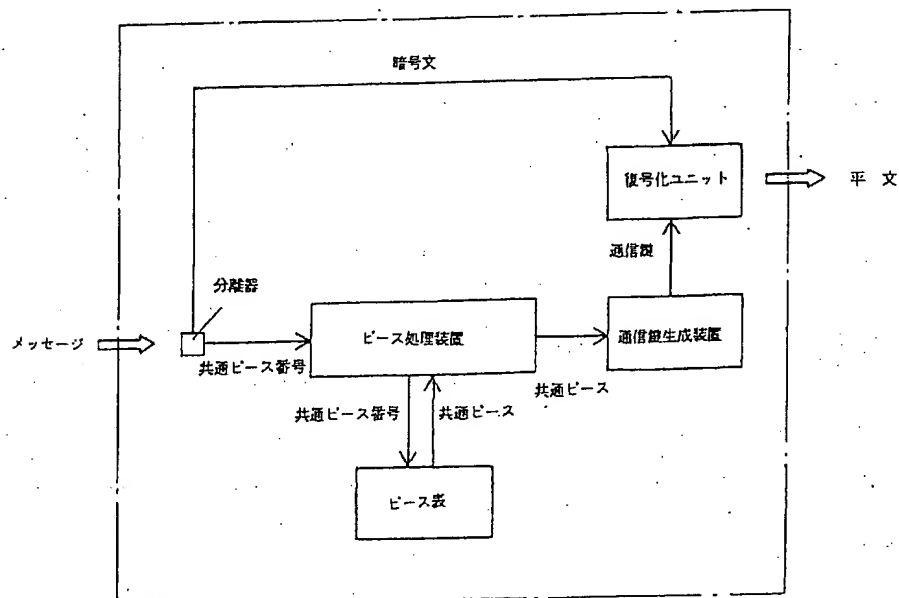 暗号文
復号化ユニット
平 文
通信鍵
分離器
メッセージ
ピース処理装置
通信鍵生成装置
共通ピース番号
共通ピース
共通ピース番号
共通ピース
ピース表